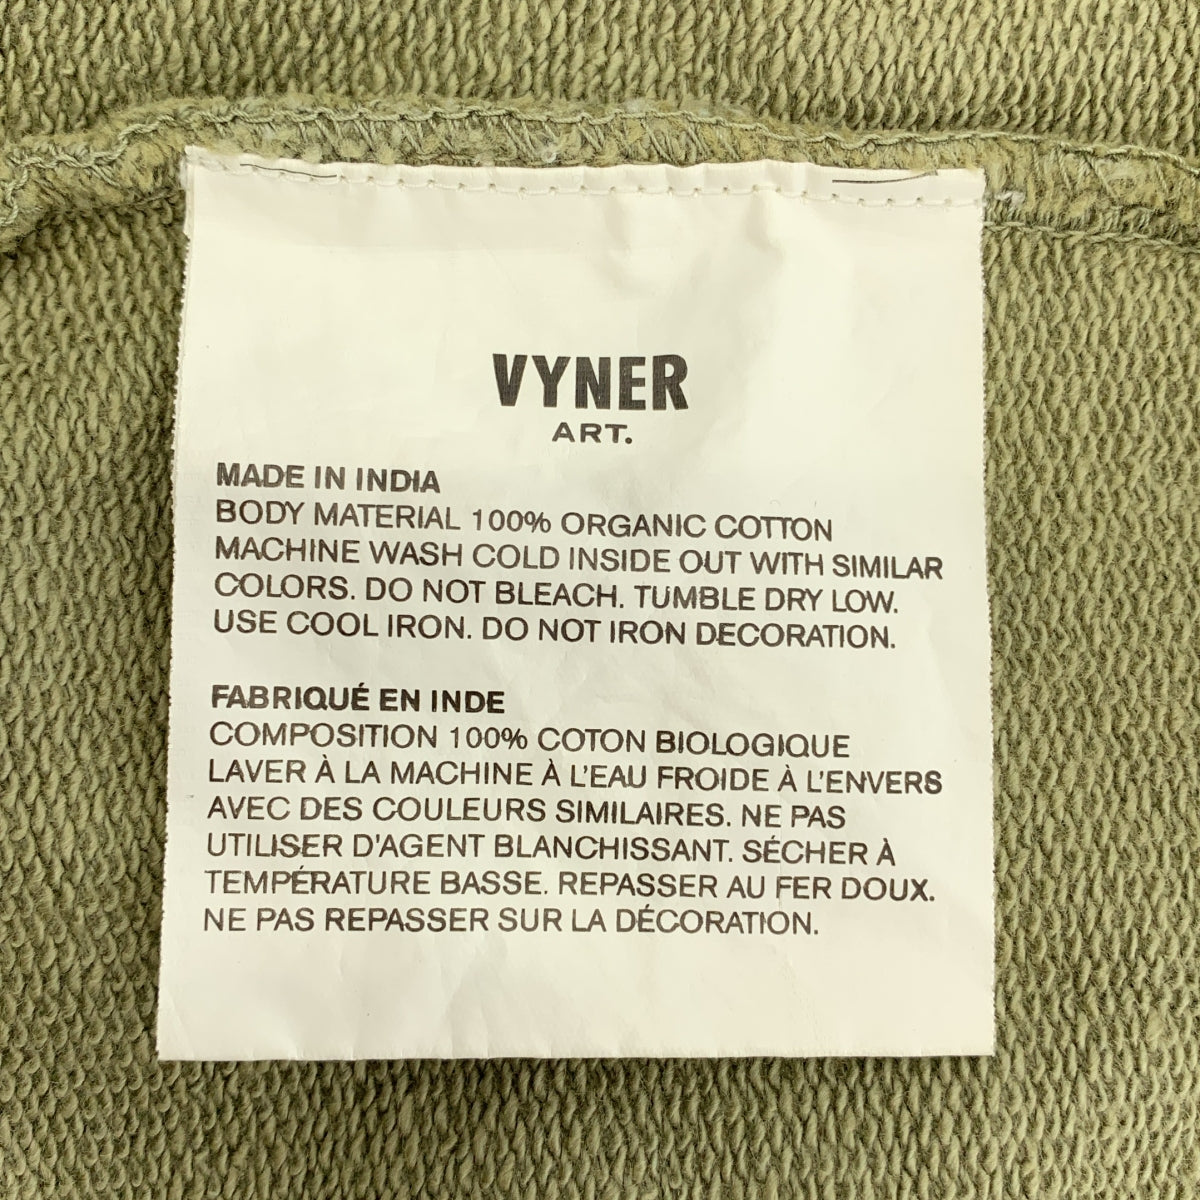 VYNER
ART.
MADE IN INDIA
BODY MATERIAL 100% ORGANIC COTTON
MACHINE WASH COLD INSIDE OUT WITH SIMILAR
COLORS. DO NOT BLEACH. TUMBLE DRY LOW.
USE COOL IRON. DO NOT IRON DECORATION.
FABRIQUÉ EN INDE
COMPOSITION 100% COTON BIOLOGIQUE
LAVER À LA MACHINE À L'EAU FROIDE À L'ENVERS
AVEC DES COULEURS SIMILAIRES. NE PAS
UTILISER D'AGENT BLANCHISSANT. SÉCHER À
TEMPÉRATURE BASSE. REPASSER AU FER DOUX.
NE PAS REPASSER SUR LA DÉCORATION.